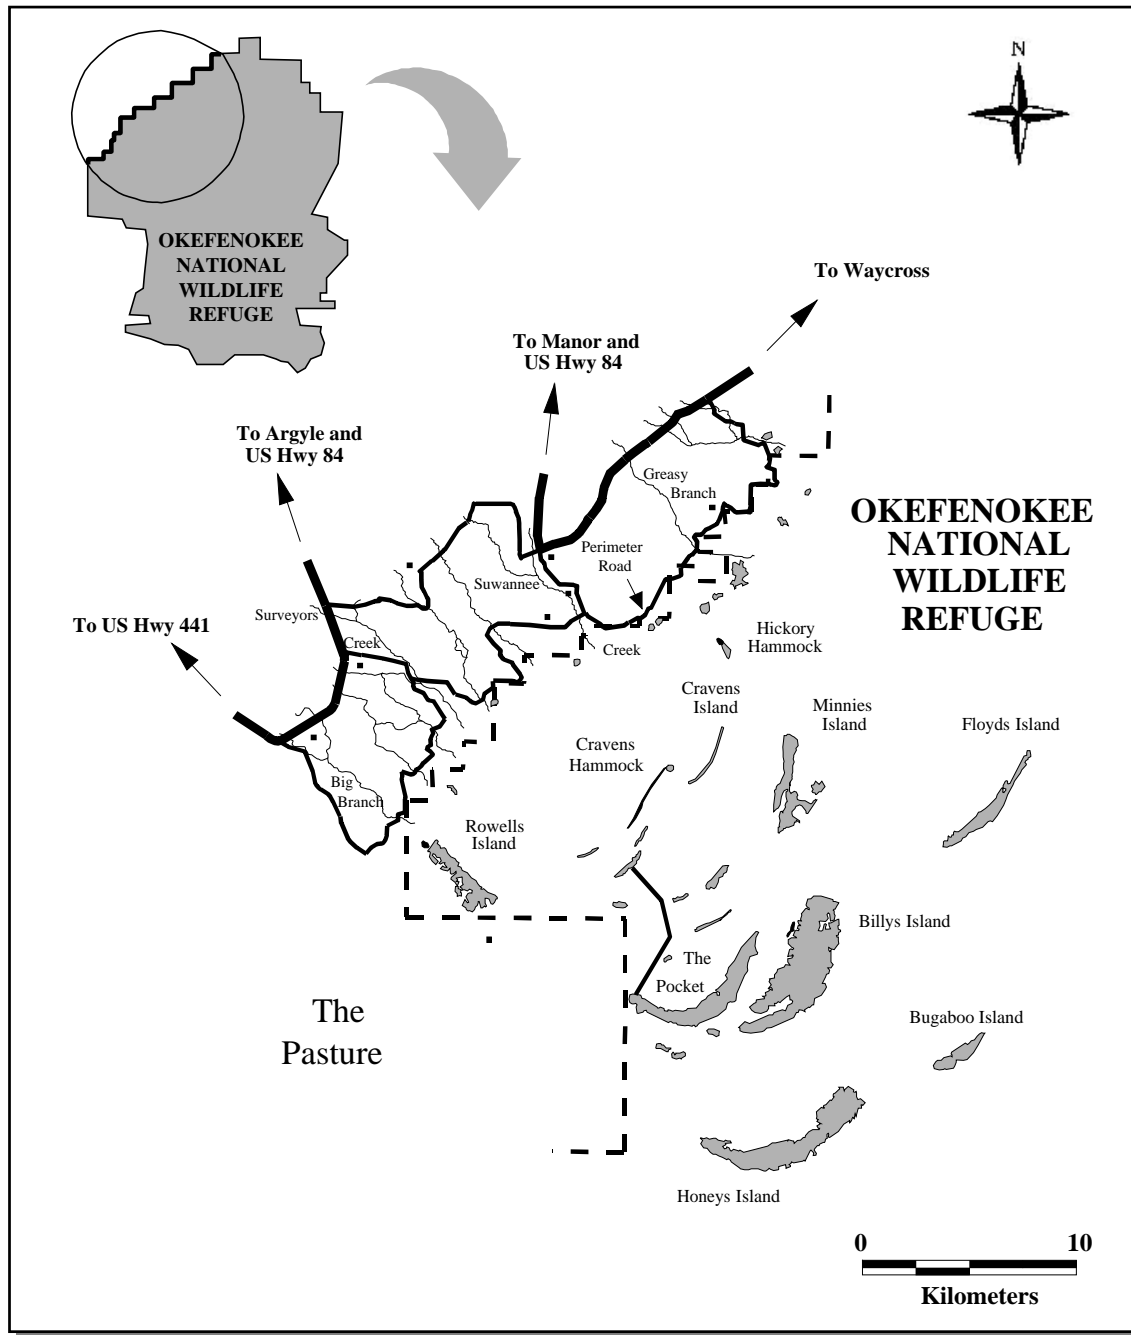 N
OKEFENOKEE
NATIONAL
WILDLIFE
REFUGE
To Waycross
To Manor and
US Hwy 84
To Argyle and
US Hwy 84
Greasy
Branch
OKEFENOKEE
NATIONAL
WILDLIFE
REFUGE
Perimeter
Road
Suwannee
Surveyors
To US Hwy 441
Creek
Creek
Hickory
Hammock
Cravens
Island
Minnies
Island
Floyds Island
Cravens
Hammock
Big
Branch
Rowells
Island
Billys Island
The
Pocket
The
Pasture
Bugaboo Island
Honeys Island
0 10
Kilometers